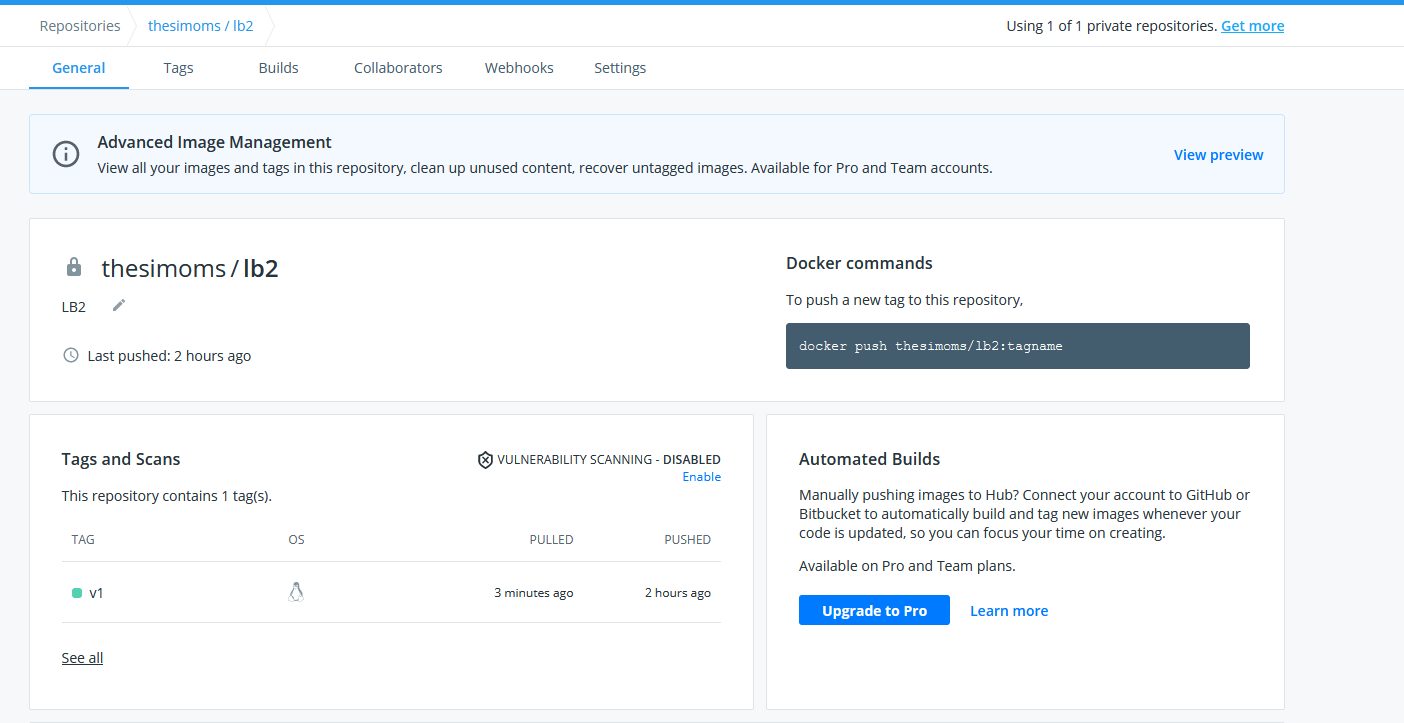 Repositories thesimoms / lb2 Using 1 of 1 private repositories. Get more
General Tags Builds Collaborators Webhooks Settings
Advanced Image Management
View all your images and tags in this repository, clean up unused content, recover untagged images. Available for Pro and Team accounts.
View preview
thesimoms / lb2
LB2
Last pushed: 2 hours ago
Docker commands
To push a new tag to this repository,
docker push thesimoms/lb2:tagname
Tags and Scans
VULNERABILITY SCANNING - DISABLED
Enable
This repository contains 1 tag(s).
TAG OS PULLED PUSHED
v1 3 minutes ago 2 hours ago
See all
Automated Builds
Manually pushing images to Hub? Connect your account to GitHub or
Bitbucket to automatically build and tag new images whenever your
code is updated, so you can focus your time on creating.
Available on Pro and Team plans.
Upgrade to Pro Learn more